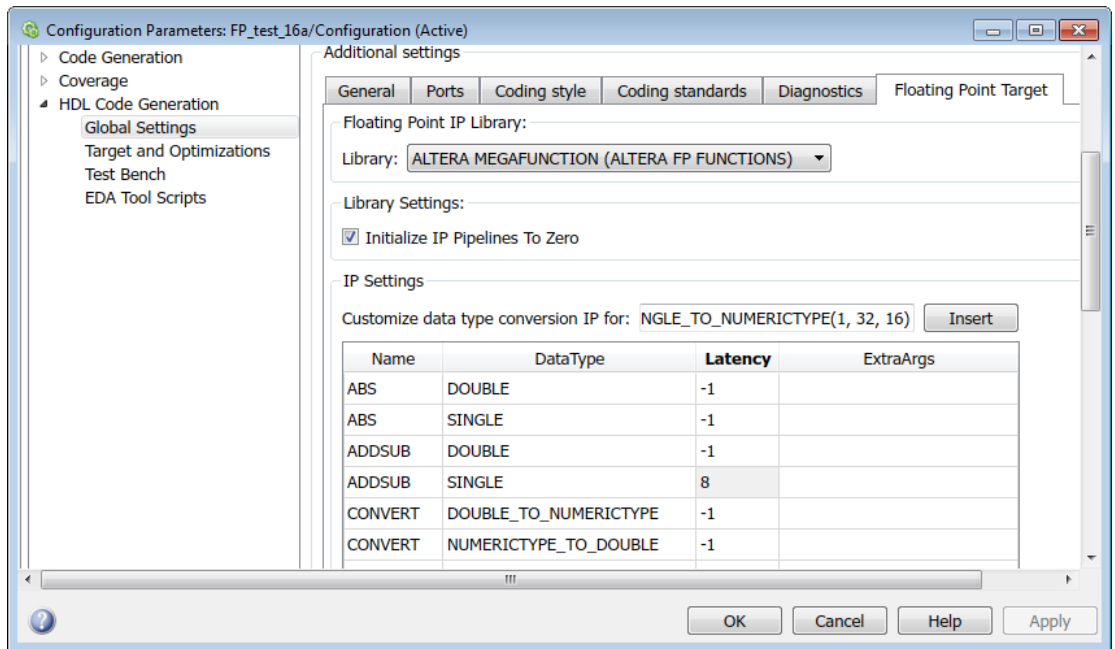 Configuration Parameters: FP_test_16a/Configuration (Active)
Code Generation
Coverage
HDL Code Generation
Global Settings
Target and Optimizations
Test Bench
EDA Tool Scripts
Additional settings
General Ports Coding style Coding standards Diagnostics Floating Point Target
Floating Point IP Library:
Library: ALTERA MEGAFUNCTION (ALTERA FP FUNCTIONS)
Library Settings:
Initialize IP Pipelines To Zero
IP Settings
Customize data type conversion IP for: NGLE_TO_NUMERICTYPE(1, 32, 16) Insert
Name DataType Latency ExtraArgs
ABS DOUBLE -1
ABS SINGLE -1
ADDSUB DOUBLE -1
ADDSUB SINGLE 8
CONVERT DOUBLE_TO_NUMERICTYPE -1
CONVERT NUMERICTYPE_TO_DOUBLE -1
OK Cancel Help Apply